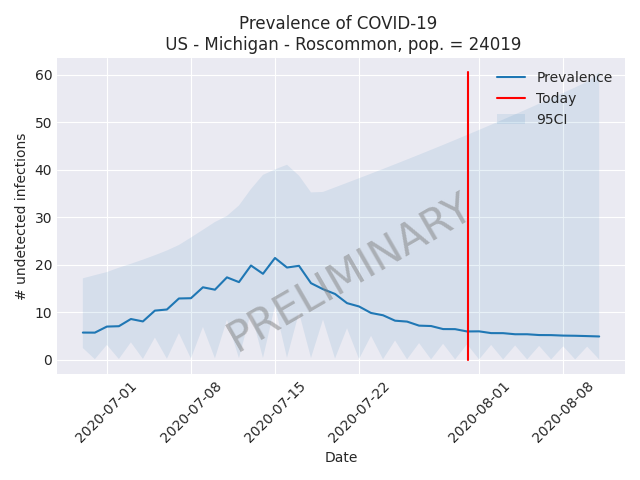 Prevalence of COVID-19
US - Michigan - Roscommon, pop. = 24019
# undetected infections
60
50
40
30
20
10
0
Prevalence
Today
95CI
PRELIMINARY
2020-07-01
2020-07-08
2020-07-15
2020-07-22
2020-08-01
2020-08-08
Date